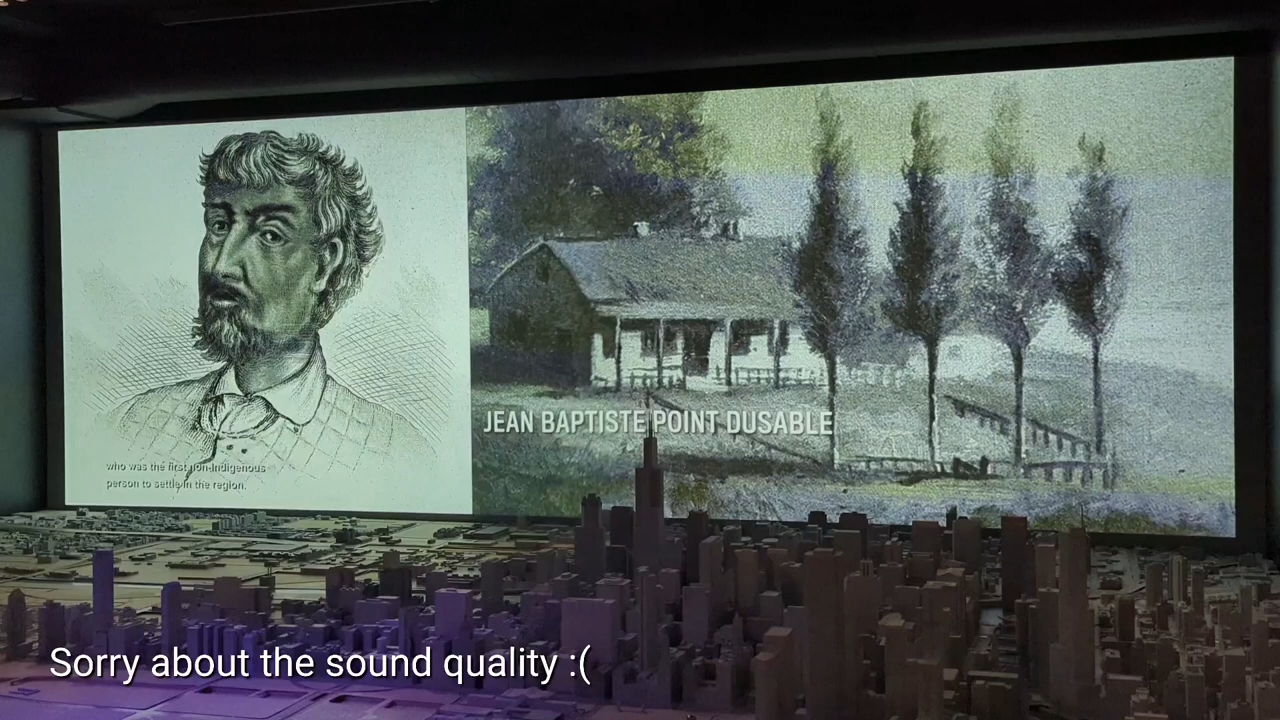 JEAN BAPTISTE POINT DUSABLE
who was the first non-Indigenous
person to settle in the region.
Sorry about the sound quality :(